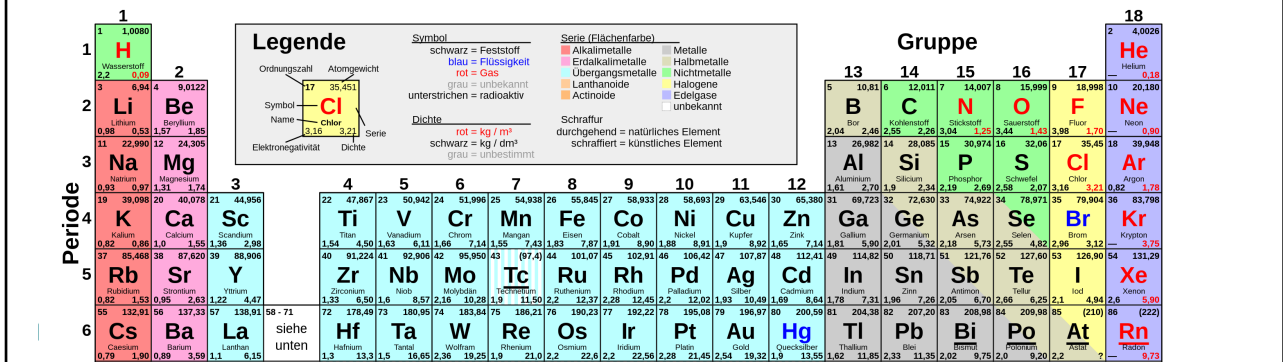 1 18
1 1,0080 2 4,0026
1 H He
Wasserstoff Helium
2,2 0,09 — 0,18
Legende
Ordnungszahl Atomgewicht
17 35,451
Symbol Cl
Name Chlor
3,16 3,21 Serie
Elektronegativität Dichte
Symbol
schwarz = Feststoff
blau = Flüssigkeit
rot = Gas
grau = unbekannt
unterstrichen = radioaktiv
Dichte
rot = kg / m³
schwarz = kg / dm³
grau = unbestimmt
Serie (Flächenfarbe)
Alkalimetalle Metalle
Erdalkalimetalle Halbmetalle
Übergangsmetalle Nichtmetalle
Lanthanoide Halogene
Actinoide Edelgase
unbekannt
Schraffur
durchgehend = natürliches Element
schraffiert = künstliches Element
Gruppe
2 13 14 15 16 17
3 6,94 4 9,0122 5 10,81 6 12,011 7 14,007 8 15,999 9 18,998 10 20,180
2 Li Be B C N O F Ne
Lithium Beryllium Bor Kohlenstoff Stickstoff Sauerstoff Fluor Neon
0,98 0,53 1,57 1,85 2,04 2,46 2,55 2,26 3,04 1,25 3,44 1,43 3,98 1,70 — 0,90
11 22,990 12 24,305 13 26,982 14 28,085 15 30,974 16 32,06 17 35,45 18 39,948
3 Na Mg Al Si P S Cl Ar
Natrium Magnesium Aluminium Silicium Phosphor Schwefel Chlor Argon
0,93 0,97 1,31 1,74 1,61 2,70 1,9 2,34 2,19 2,69 2,58 2,07 3,16 3,21 0,82 1,78
Periode
3 4 5 6 7 8 9 10 11 12
19 39,098 20 40,078 21 44,956 22 47,867 23 50,942 24 51,996 25 54,938 26 55,845 27 58,933 28 58,693 29 63,546 30 65,380 31 69,723 32 72,630 33 74,922 34 78,971 35 79,904 36 83,798
4 K Ca Sc Ti V Cr Mn Fe Co Ni Cu Zn Ga Ge As Se Br Kr
Kalium Calcium Scandium Titan Vanadium Chrom Mangan Eisen Cobalt Nickel Kupfer Zink Gallium Germanium Arsen Selen Brom Krypton
0,82 0,86 1,0 1,55 1,36 2,98 1,54 4,50 1,63 6,11 1,66 7,14 1,55 7,43 1,83 7,87 1,91 8,90 1,88 8,91 1,9 8,92 1,65 7,14 1,81 5,90 2,01 5,32 2,18 5,73 2,55 4,82 2,96 3,12 — 3,75
37 85,468 38 87,620 39 88,906 40 91,224 41 92,906 42 95,950 43 (97,4) 44 101,07 45 102,91 46 106,42 47 107,87 48 112,41 49 114,82 50 118,71 51 121,76 52 127,60 53 126,90 54 131,29
5 Rb Sr Y Zr Nb Mo Tc Ru Rh Pd Ag Cd In Sn Sb Te I Xe
Rubidium Strontium Yttrium Zirconium Niob Molybdän Technetium Ruthenium Rhodium Palladium Silber Cadmium Indium Zinn Antimon Tellur Iod Xenon
0,82 1,53 0,95 2,63 1,22 4,47 1,33 6,50 1,6 8,57 2,16 10,28 1,9 11,50 2,2 12,37 2,28 12,45 2,2 12,02 1,93 10,49 1,69 8,64 1,78 7,31 1,96 7,26 2,05 6,70 2,66 6,25 2,1 4,94 2,6 5,90
55 132,91 56 137,33 57 138,91 58 - 71 72 178,49 73 180,95 74 183,84 75 186,21 76 190,23 77 192,22 78 195,08 79 196,97 80 200,59 81 204,38 82 207,20 83 208,98 84 (209) 85 (210) 86 (222)
6 Cs Ba La siehe unten Hf Ta W Re Os Ir Pt Au Hg Tl Pb Bi Po At Rn
Caesium Barium Lanthan Hafnium Tantal Wolfram Rhenium Osmium Iridium Platin Gold Quecksilber Thallium Blei Bismut Polonium Astat Radon
0,79 1,90 0,89 3,59 1,1 6,15 1,3 13,3 1,5 16,65 2,36 19,25 1,9 21,0 2,2 22,6 2,2 22,56 2,2 21,45 2,54 19,32 1,9 13,55 1,62 11,85 2,33 11,35 2,02 9,75 2,0 9,20 2,2 ? — 9,73